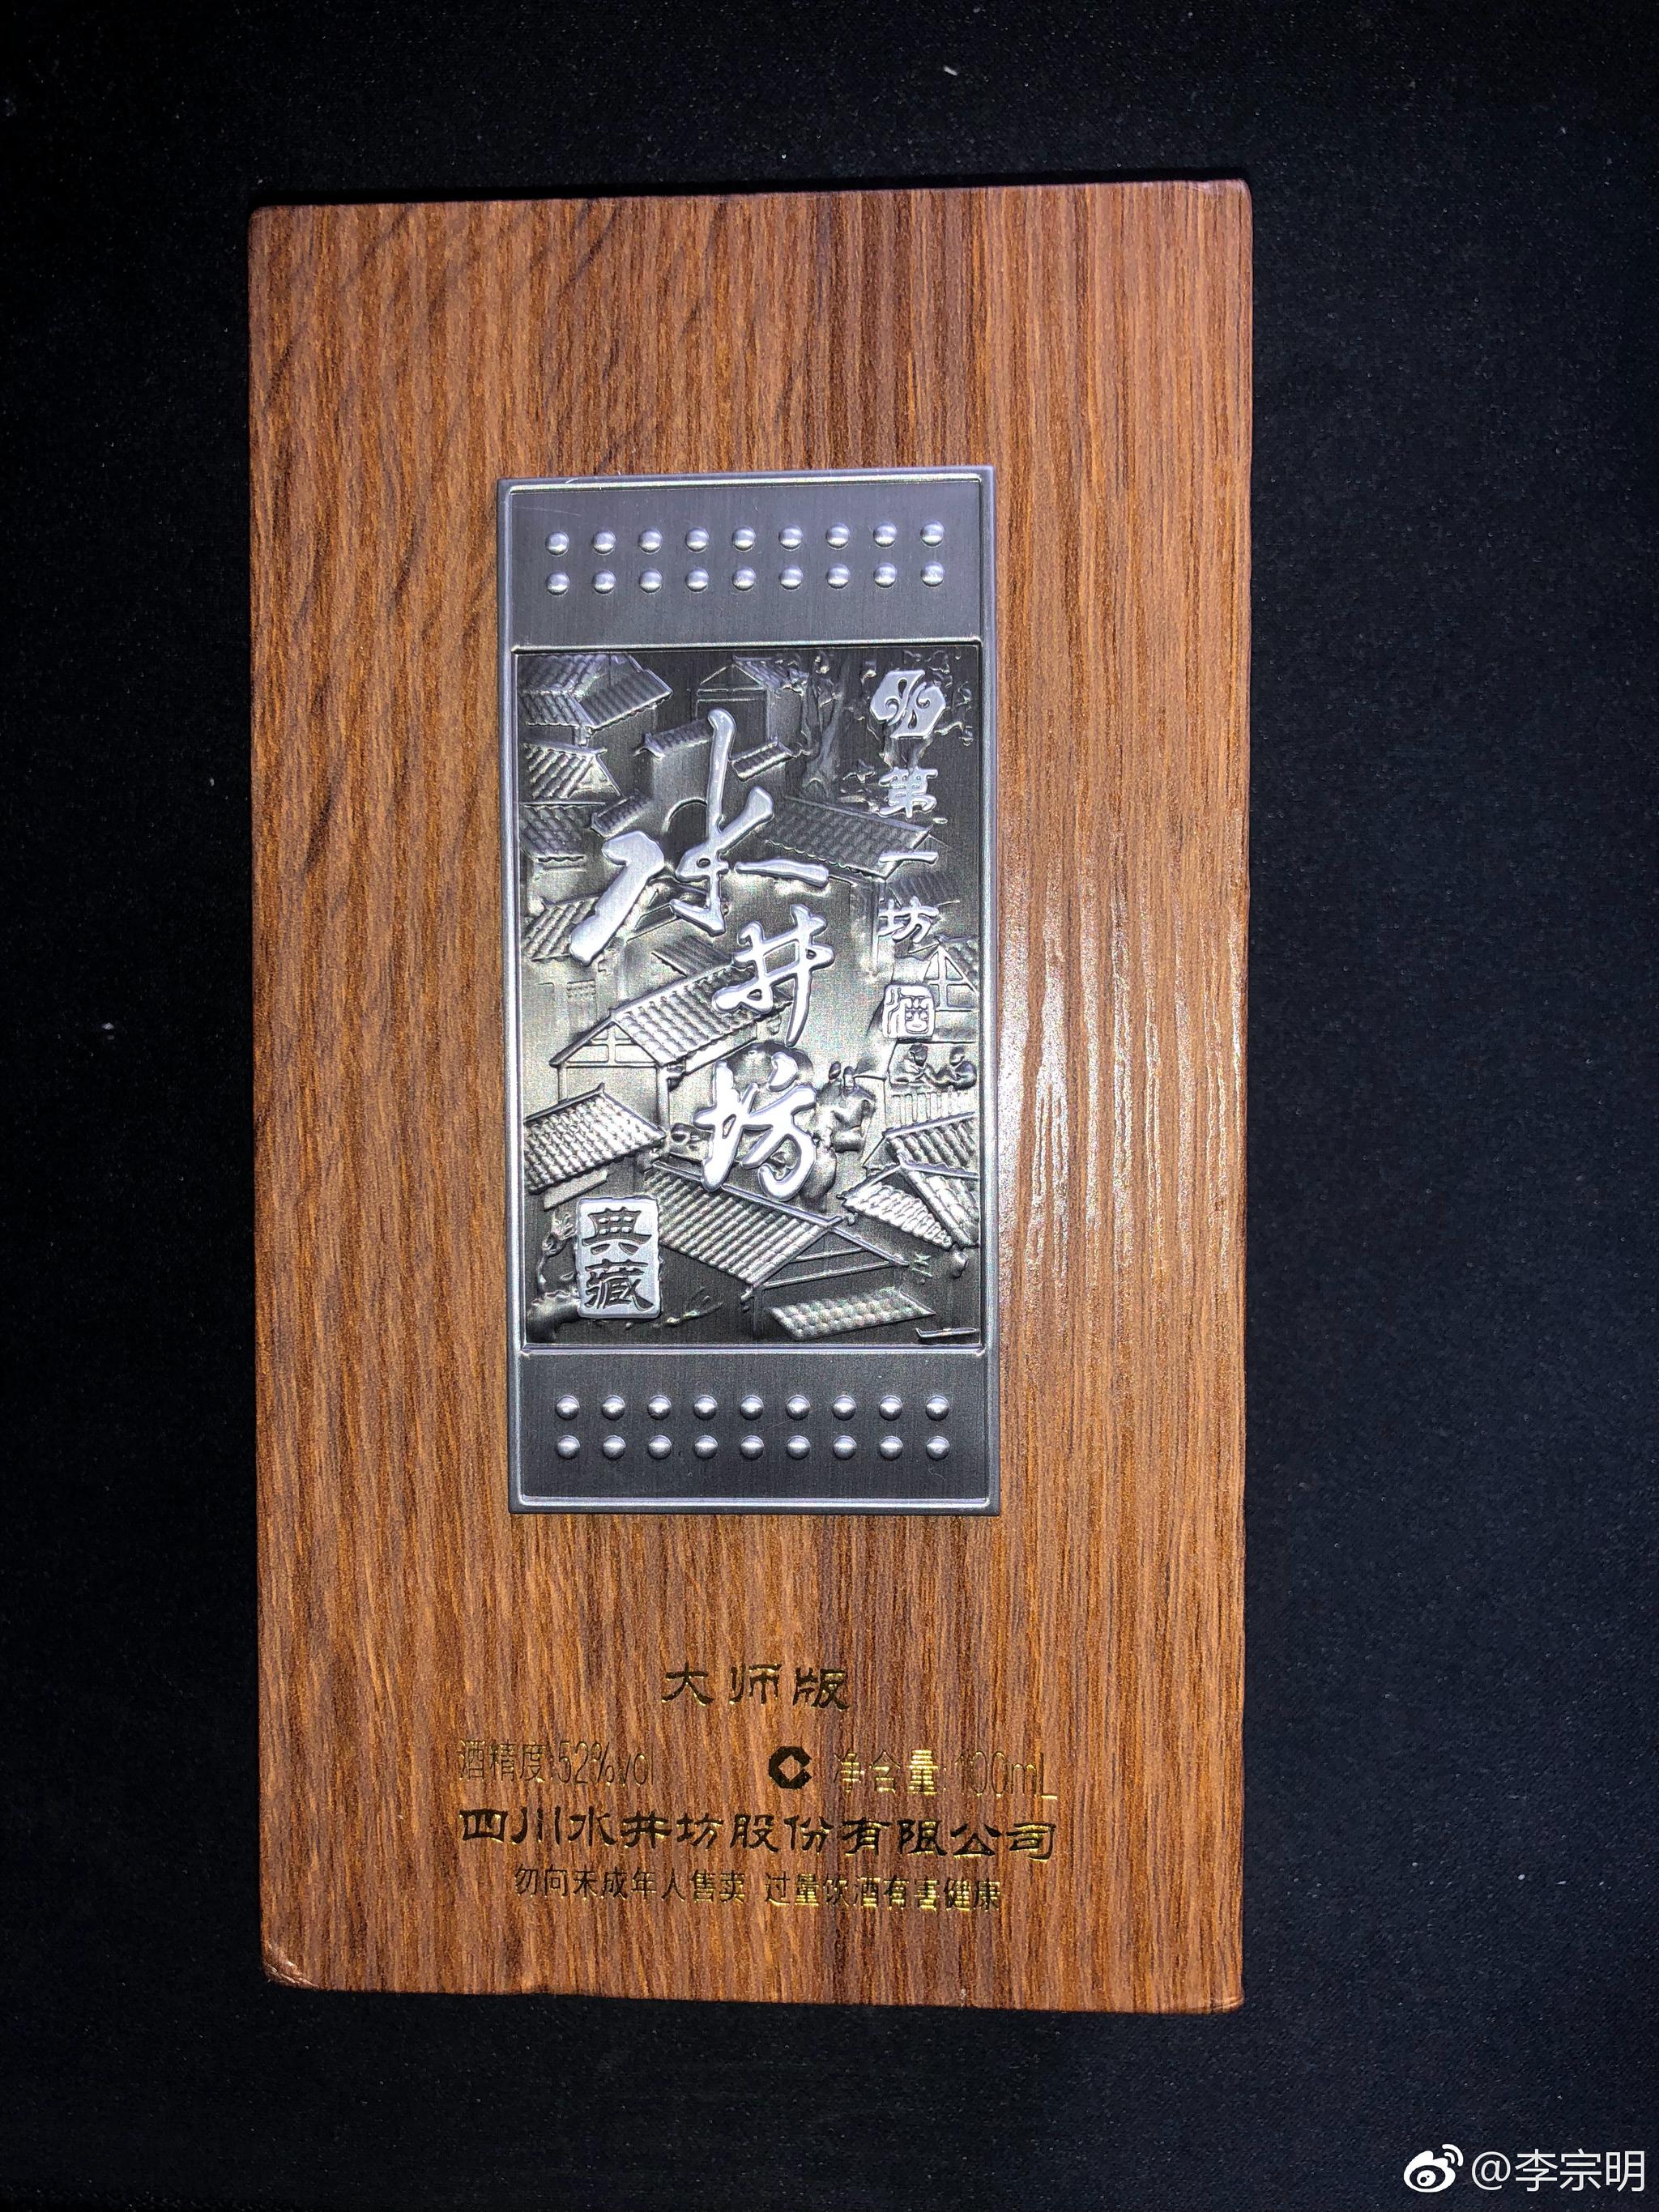 第一坊酒
水井坊
典藏
大师版
酒精度:52%vol 净含量:100mL
四川水井坊股份有限公司
勿向未成年人售卖 过量饮酒有害健康
@李宗明